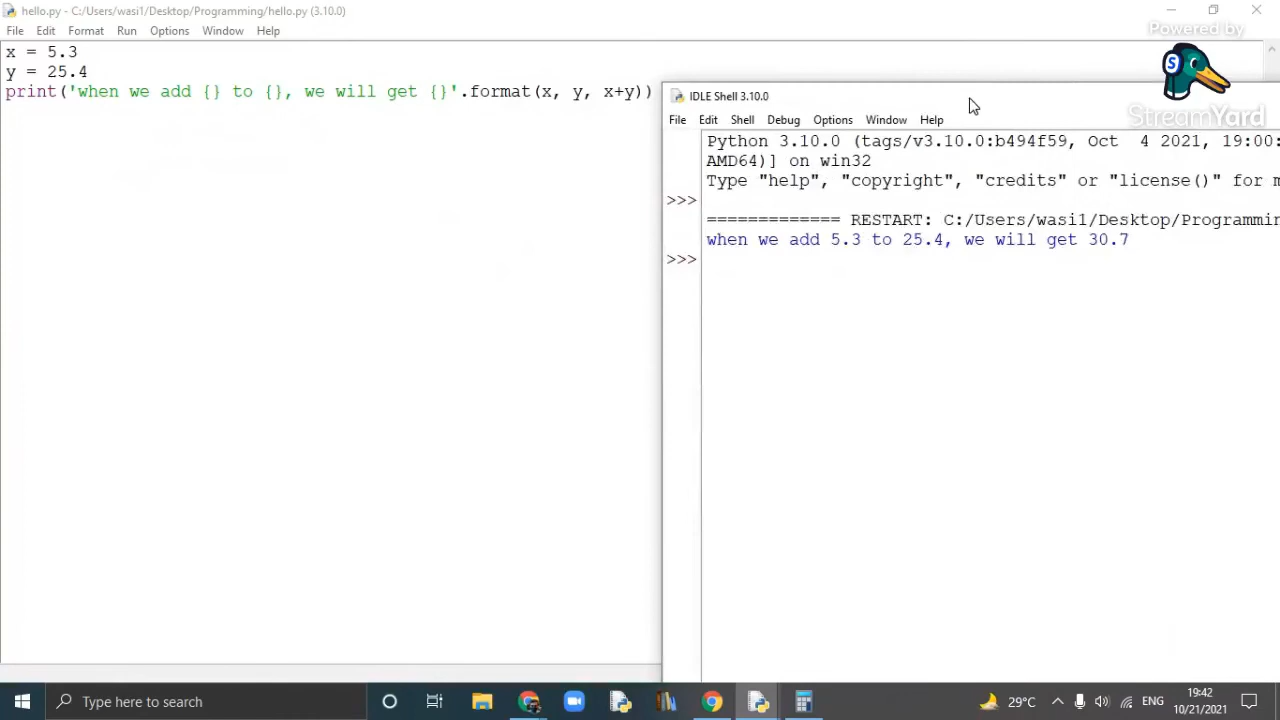 hello.py - C:/Users/wasi1/Desktop/Programming/hello.py (3.10.0)
File Edit Format Run Options Window Help
x = 5.3
y = 25.4
print('when we add {} to {}, we will get {}'.format(x, y, x+y))
Powered by
S
StreamYard
IDLE Shell 3.10.0
File Edit Shell Debug Options Window Help
Python 3.10.0 (tags/v3.10.0:b494f59, Oct  4 2021, 19:00:
AMD64)] on win32
Type "help", "copyright", "credits" or "license()" for m
>>>
============= RESTART: C:/Users/wasi1/Desktop/Programmin
when we add 5.3 to 25.4, we will get 30.7
>>>
Type here to search
29°C
ENG
19:42
10/21/2021